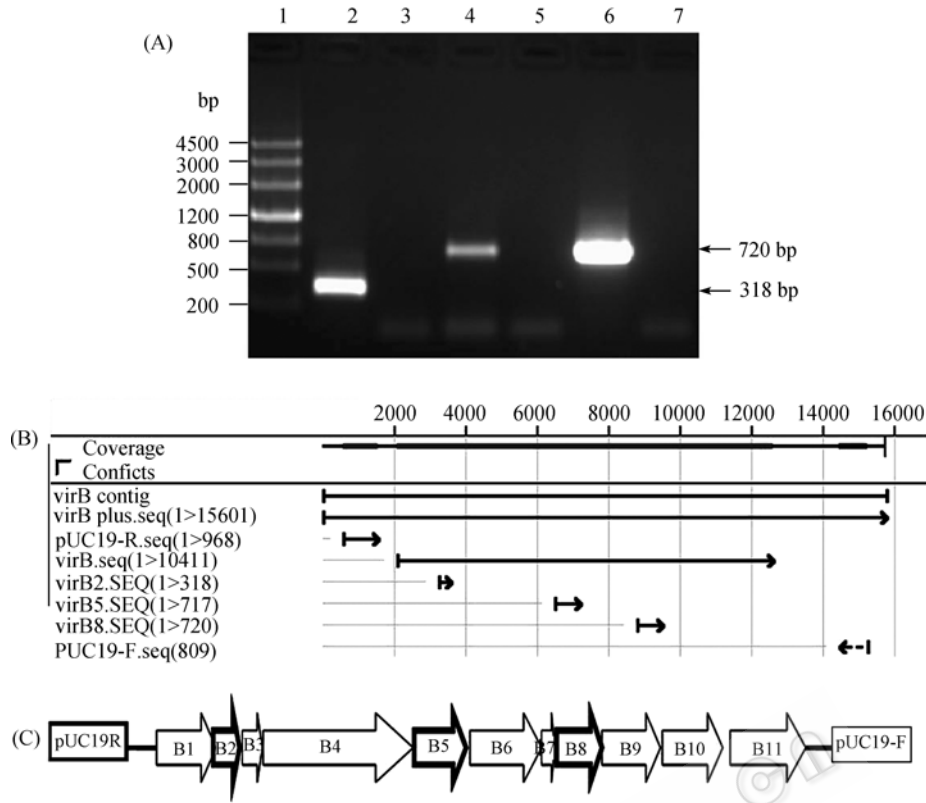 (A)
1 2 3 4 5 6 7
bp
4500
3000
2000
1200
800
500
200
720 bp
318 bp
(B)
2000 4000 6000 8000 10000 12000 14000 16000
Coverage
Conficts
virB contig
virB plus.seq(1>15601)
pUC19-R.seq(1>968)
virB.seq(1>10411)
virB2.SEQ(1>318)
virB5.SEQ(1>717)
virB8.SEQ(1>720)
PUC19-F.seq(809)
(C) pUC19R B1 B2 B3 B4 B5 B6 B7 B8 B9 B10 B11 pUC19-F